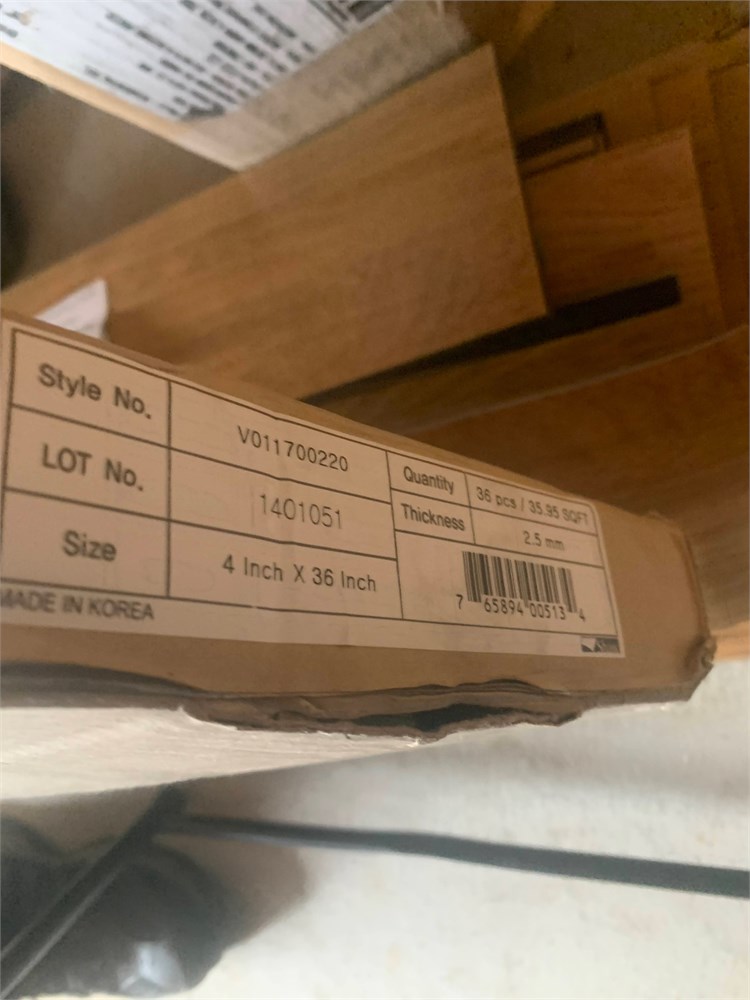 Style No. V011700220
LOT No. 1401051
Size 4 Inch X 36 Inch
Quantity 36 pcs / 35.95 SQFT
Thickness 2.5 mm
7 65894 00513 4
MADE IN KOREA